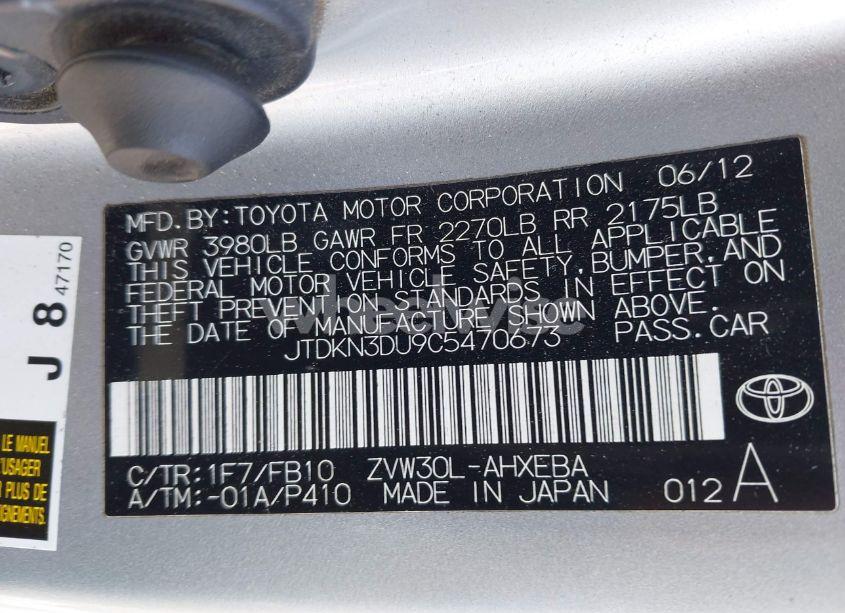 MFD.BY:TOYOTA MOTOR CORPORATION 06/12
GVWR 3980LB GAWR FR 2270LB RR 2175LB
THIS VEHICLE CONFORMS TO ALL APPLICABLE
FEDERAL MOTOR VEHICLE SAFETY,BUMPER,AND
THEFT PREVENTION STANDARDS IN EFFECT ON
THE DATE OF MANUFACTURE SHOWN ABOVE.
JTDKN3DU9C5470673 PASS.CAR
C/TR:1F7/FB10 ZVW30L-AHXEBA
A/TM:-01A/P410 MADE IN JAPAN 012 A
J 8 47170
LE MANUEL
USAGER
PLUS DE
IGNEMENTS.
wheelwise